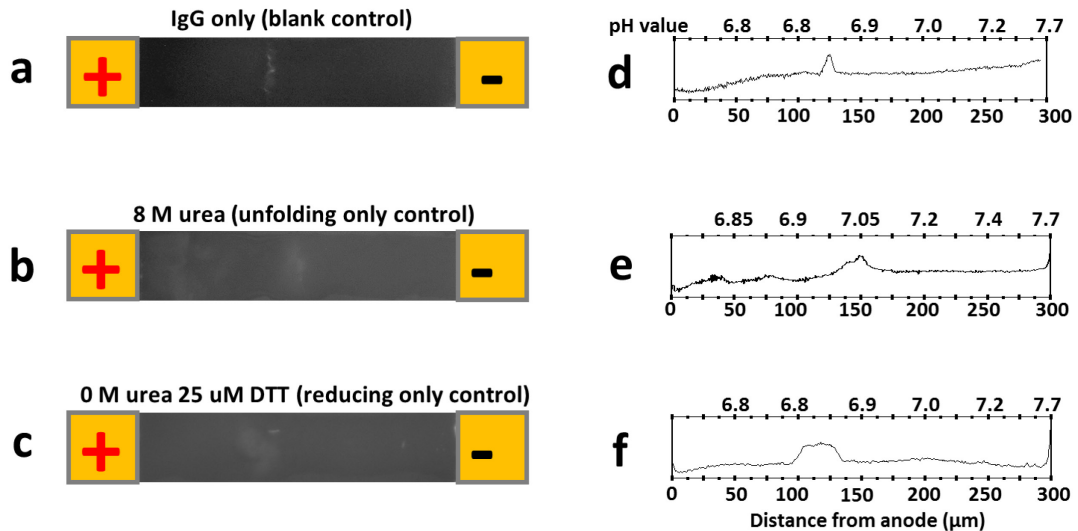 IgG only (blank control)
a
+
-
8 M urea (unfolding only control)
b
+
-
0 M urea 25 uM DTT (reducing only control)
c
+
-
pH value 6.8 6.8 6.9 7.0 7.2 7.7
d
0 50 100 150 200 250 300
6.85 6.9 7.05 7.2 7.4 7.7
e
0 50 100 150 200 250 300
6.8 6.8 6.9 7.0 7.2 7.7
f
0 50 100 150 200 250 300
Distance from anode (μm)